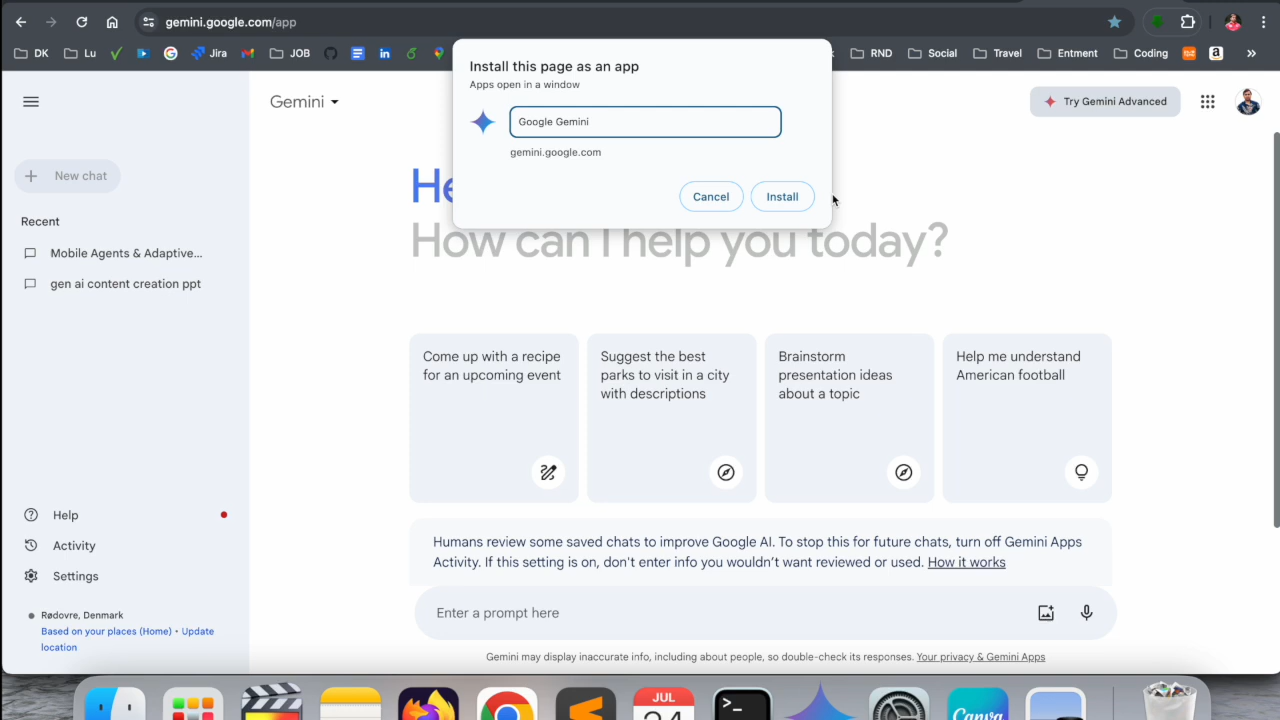 gemini.google.com/app
DK
Lu
Jira
JOB
RND
Social
Travel
Entment
Coding
»
Install this page as an app
Apps open in a window
Google Gemini
gemini.google.com
Cancel
Install
Gemini
Try Gemini Advanced
New chat
Recent
Mobile Agents & Adaptive...
gen ai content creation ppt
Help
Activity
Settings
Rødovre, Denmark
Based on your places (Home) • Update
location
He
How can I help you today?
Come up with a recipe
for an upcoming event
Suggest the best
parks to visit in a city
with descriptions
Brainstorm
presentation ideas
about a topic
Help me understand
American football
Humans review some saved chats to improve Google AI. To stop this for future chats, turn off Gemini Apps
Activity. If this setting is on, don't enter info you wouldn't want reviewed or used. How it works
Enter a prompt here
Gemini may display inaccurate info, including about people, so double-check its responses. Your privacy & Gemini Apps
JUL
24
Canva